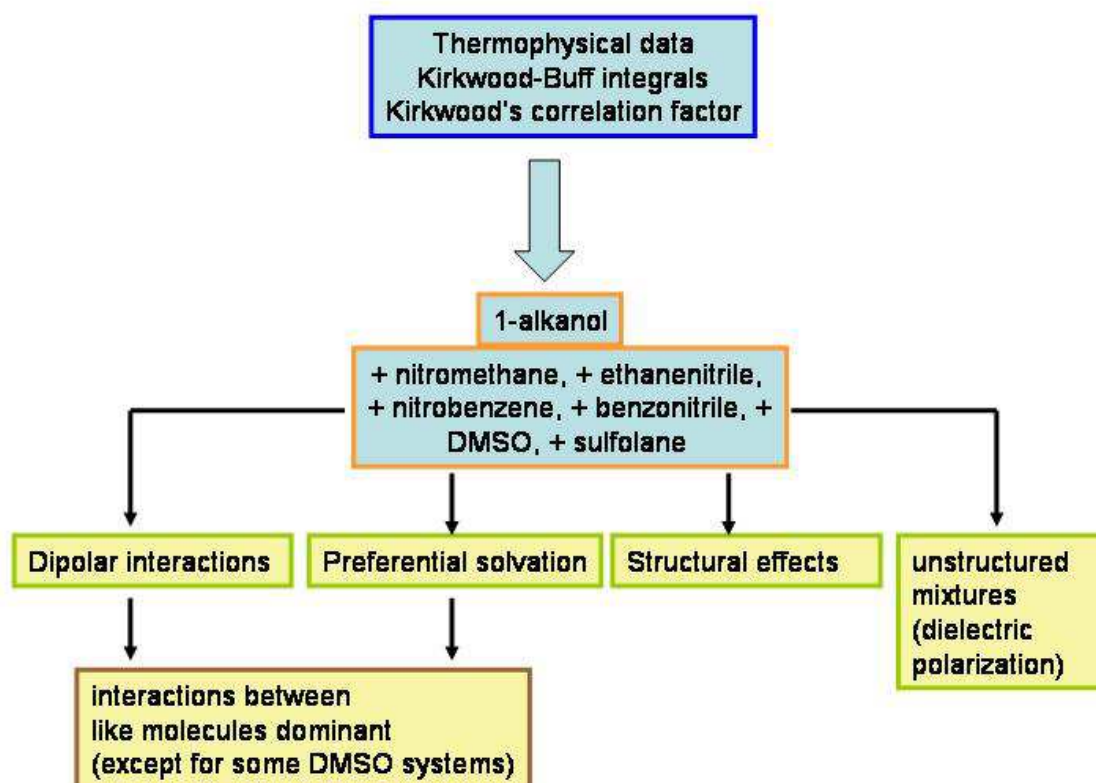 Thermophysical data
Kirkwood-Buff integrals
Kirkwood's correlation factor
1-alkanol
+ nitromethane, + ethanenitrile,
+ nitrobenzene, + benzonitrile, +
DMSO, + sulfolane
Dipolar interactions
Preferential solvation
Structural effects
unstructured
mixtures
(dielectric
polarization)
interactions between
like molecules dominant
(except for some DMSO systems)